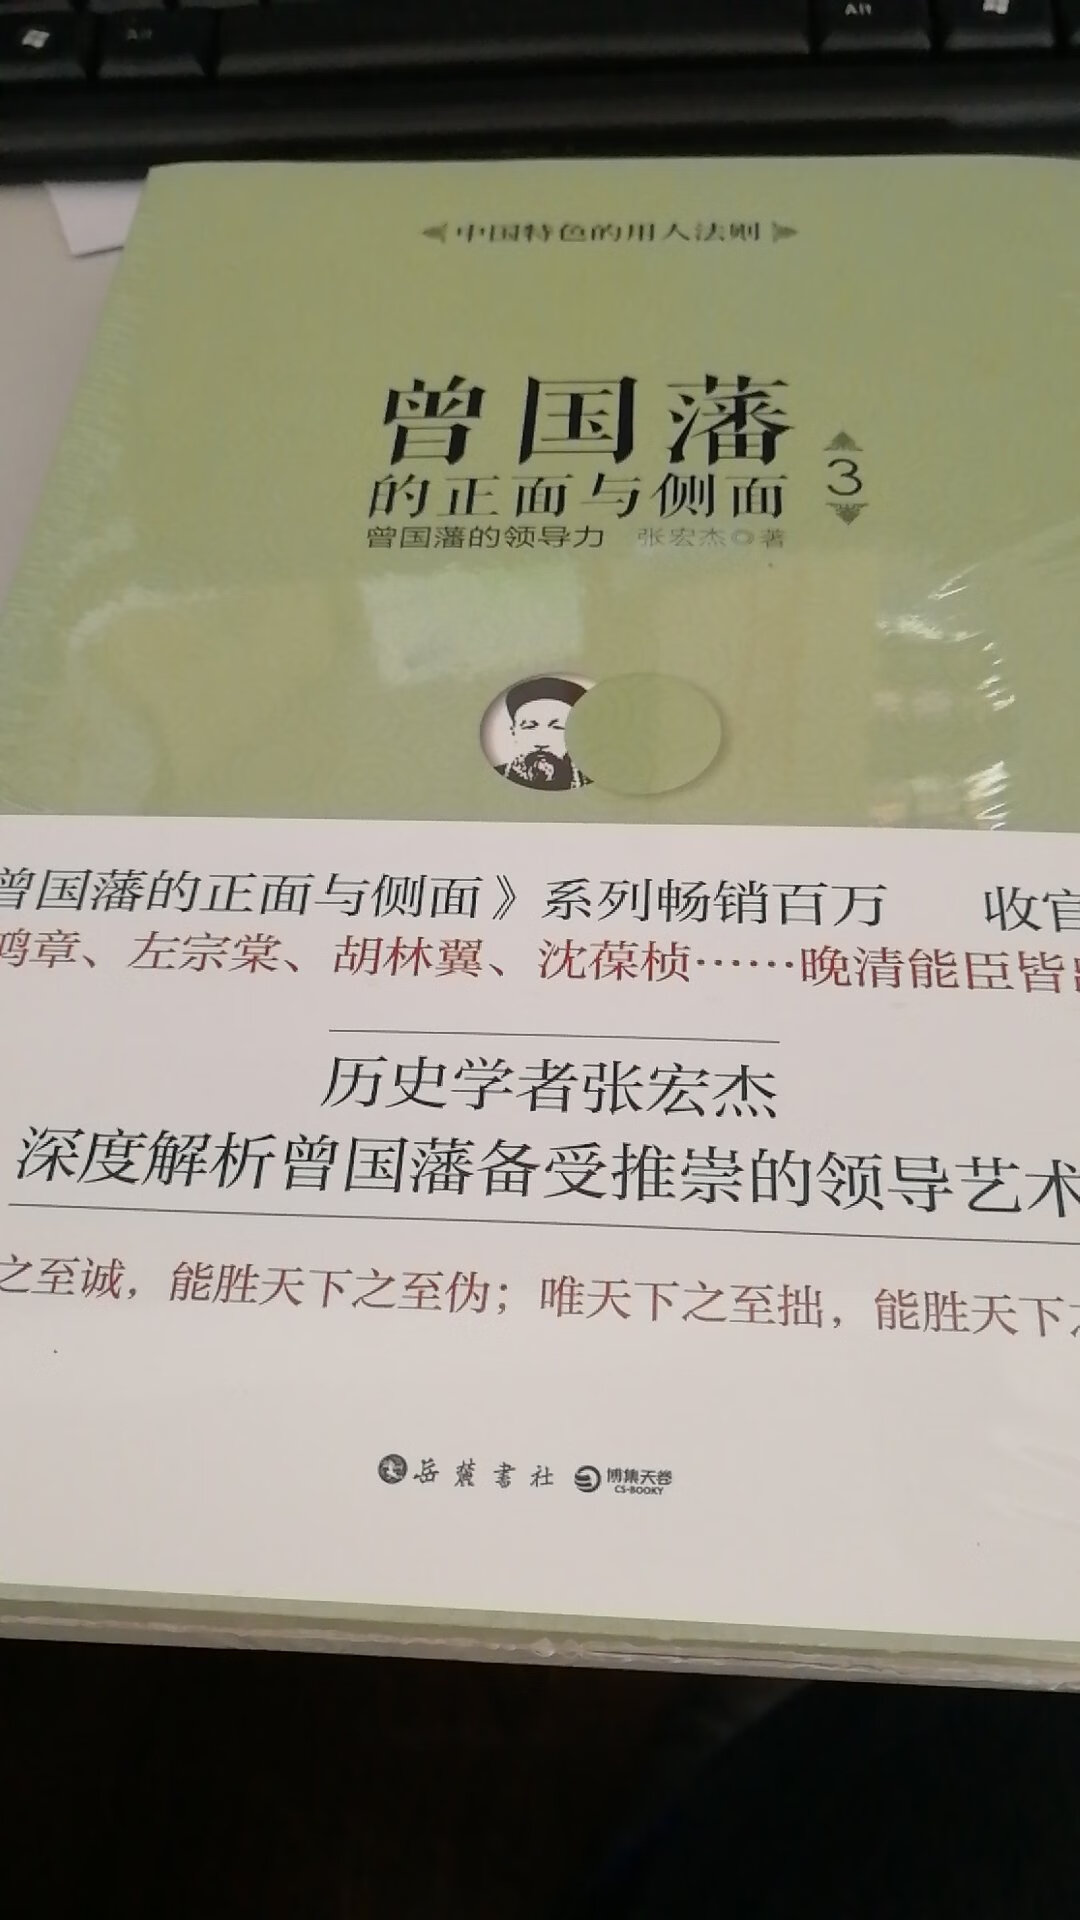 Alt
Alt
中国特色的用人法则
曾国藩
的正面与侧面
3
曾国藩的领导力 张宏杰◎著
曾国藩的正面与侧面》系列畅销百万 收官
鸿章、左宗棠、胡林翼、沈葆桢……晚清能臣皆
历史学者张宏杰
深度解析曾国藩备受推崇的领导艺术
之至诚，能胜天下之至伪；唯天下之至拙，能胜天下之
岳麓書社 博集天卷
CS-BOOKY